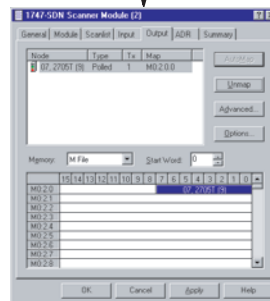 1747-SDN Scanner Module (2)
General Module Scanlist Input Output ADR Summary
Node Type Tx Map
07, 2705T (9) Polled 1 M0:2.0.0
AutoMap
Unmap
Advanced...
Options...
Memory: M File Start Word: 0
15 14 13 12 11 10 9 8 7 6 5 4 3 2 1 0
M0:2.0 07, 2705T (9)
M0:2.1
M0:2.2
M0:2.3
M0:2.4
M0:2.5
M0:2.6
M0:2.7
M0:2.8
OK Cancel Apply Help